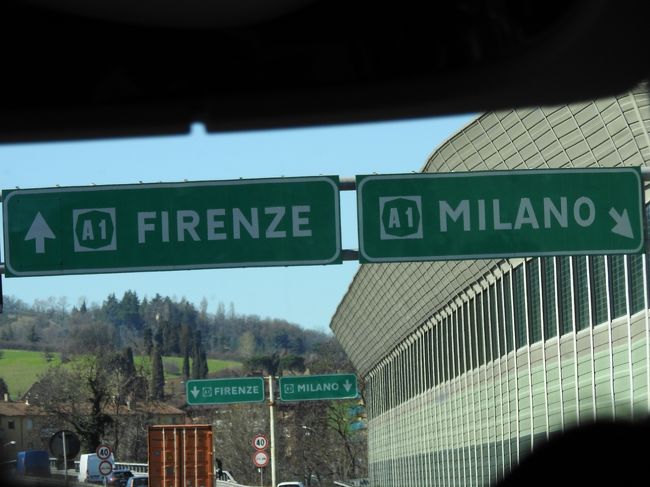 A1 FIRENZE
A1 MILANO
FIRENZE
MILANO
40
40